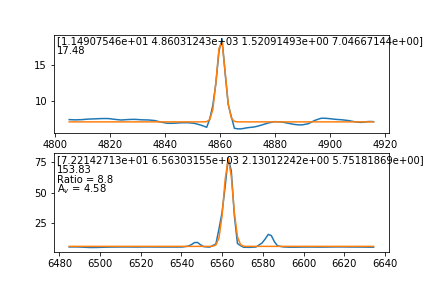 [1.14907546e+01 4.86031243e+03 1.52091493e+00 7.04667144e+00]
17.48
15
10
4800 4820 4840 4860 4880 4900 4920
[7.22142713e+01 6.56303155e+03 2.13012242e+00 5.75181869e+00]
153.83
Ratio = 8.8
Aᵥ = 4.58
75
50
25
6480 6500 6520 6540 6560 6580 6600 6620 6640